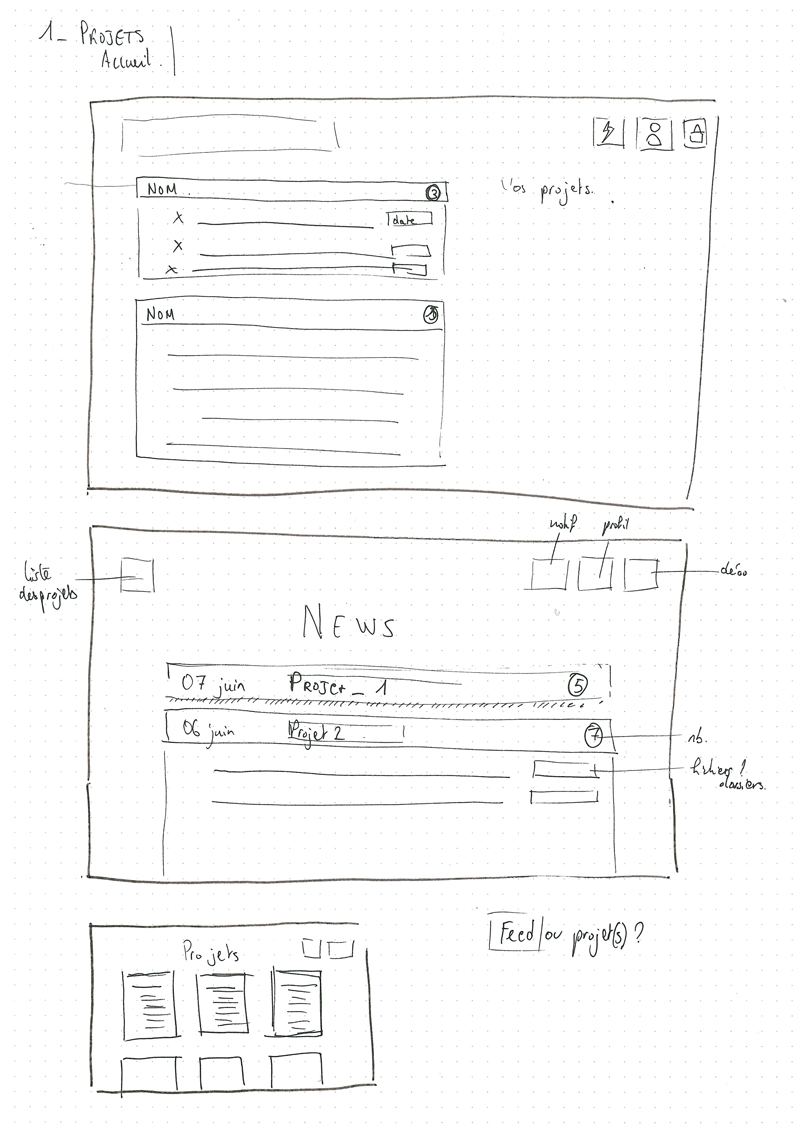 1_ PROJETS
Accueil.
NOM.
3
Vos projets.
X
date
X
X
NOM
notif
profil
liste
des projets
déco
NEWS
07 juin PROJET_1 5
06 juin Projet 2 7
nb.
fichiers /
dossiers.
Projets
Feed/ou projet(s) ?